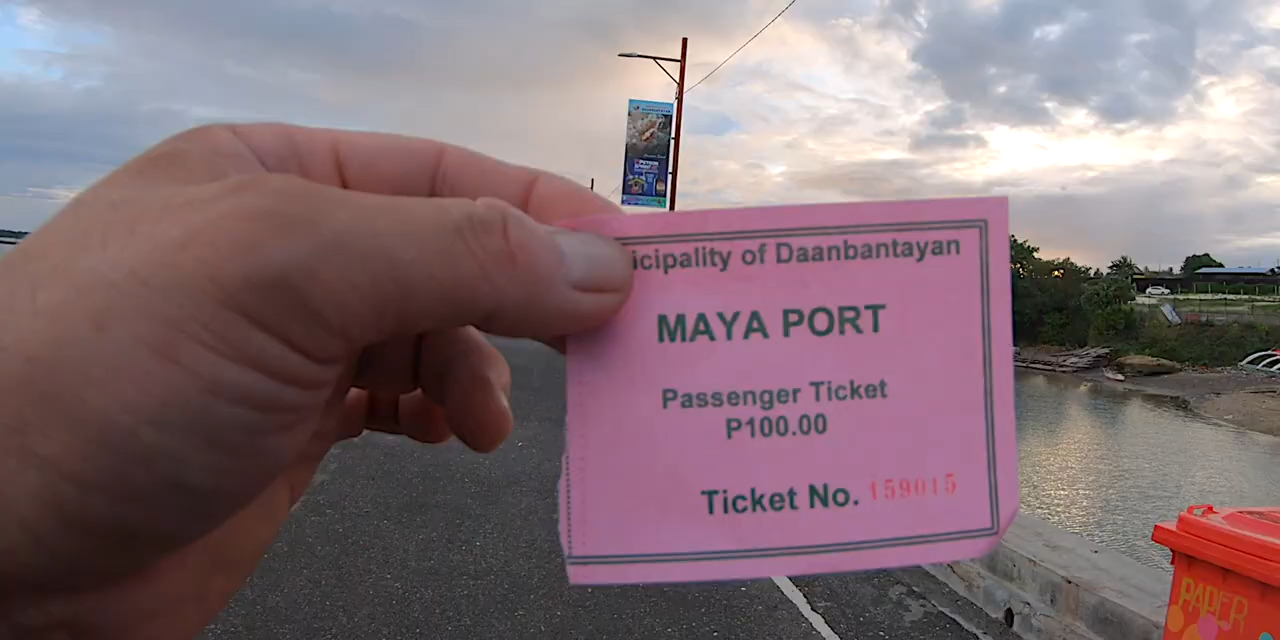 icipality of Daanbantayan
MAYA PORT
Passenger Ticket
P100.00
Ticket No. 159015
PAPER